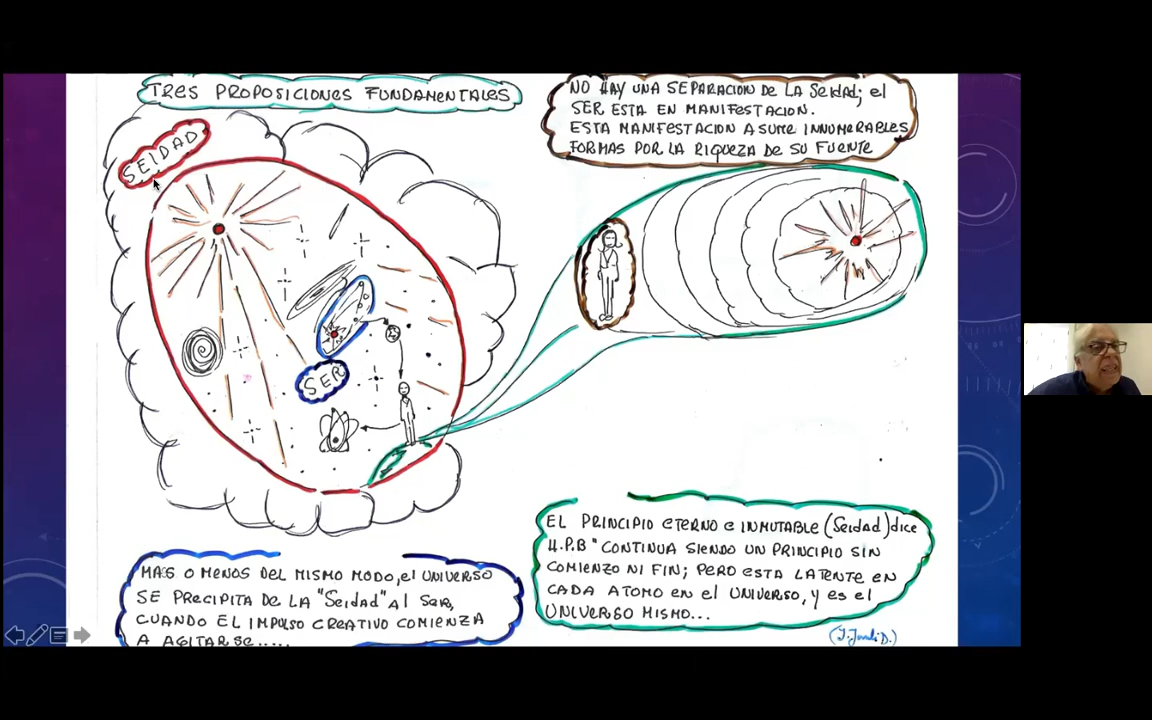 TRES PROPOSICIONES FUNDAMENTALES
NO HAY UNA SEPARACION DE LA SEIDAD; el
SER ESTA EN MANIFESTACION.
ESTA MANIFESTACION ASUME INNUMERABLES
FORMAS POR LA RIQUEZA DE SU FUENTE
SEIDAD
SER
MAS O MENOS DEL MISMO MODO, el UNIVERSO
SE PRECIPITA DE LA "SEIDAD" Al SER,
CUANDO EL IMPULSO CREATIVO COMIENZA
A AGITARSE.....
EL PRINCIPIO ETERNO E INMUTABLE (SEIDAD) dice
H.P.B "CONTINUA SIENDO UN PRINCIPIO SIN
COMIENZO NI FIN; PERO ESTA LATENTE EN
CADA ATOMO EN el UNIVERSO, Y ES EL
UNIVERSO MISMO...